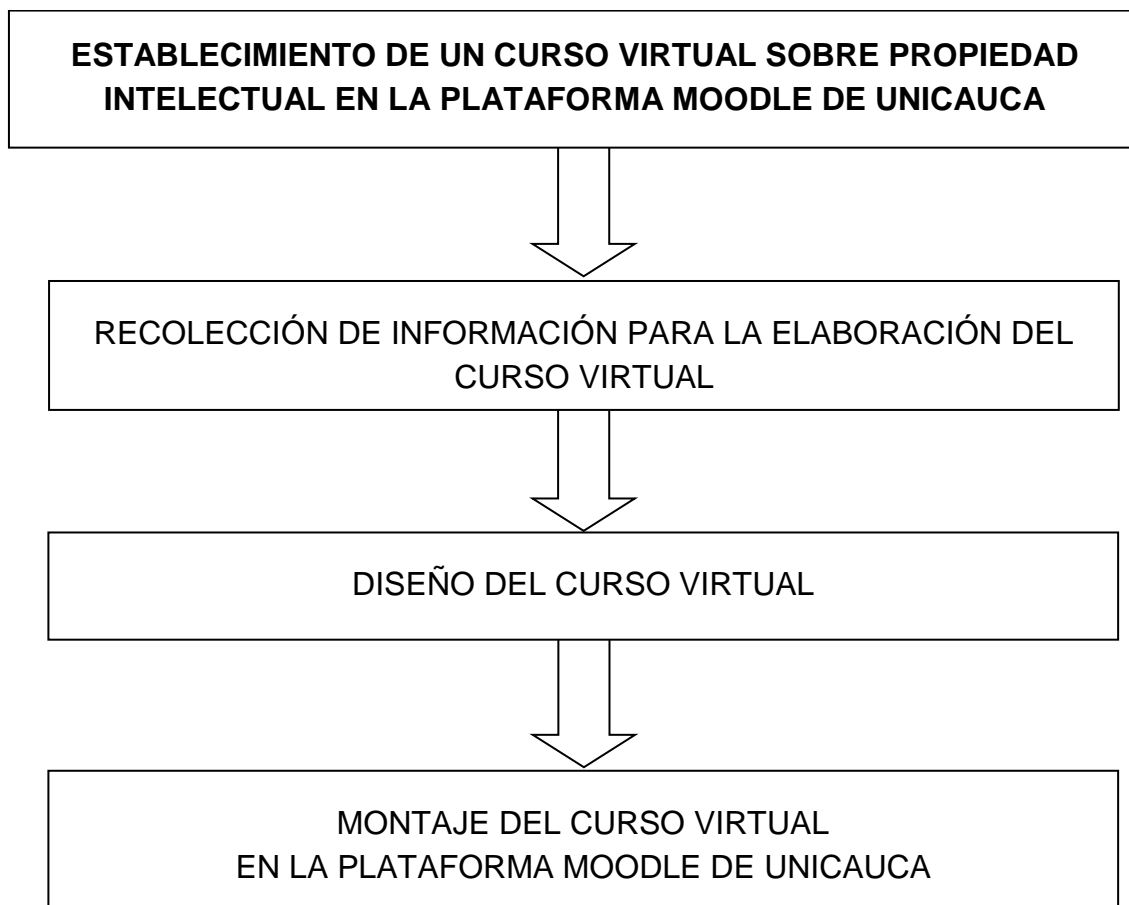 ESTABLECIMIENTO DE UN CURSO VIRTUAL SOBRE PROPIEDAD
INTELECTUAL EN LA PLATAFORMA MOODLE DE UNICAUCA
RECOLECCIÓN DE INFORMACIÓN PARA LA ELABORACIÓN DEL
CURSO VIRTUAL
DISEÑO DEL CURSO VIRTUAL
MONTAJE DEL CURSO VIRTUAL
EN LA PLATAFORMA MOODLE DE UNICAUCA